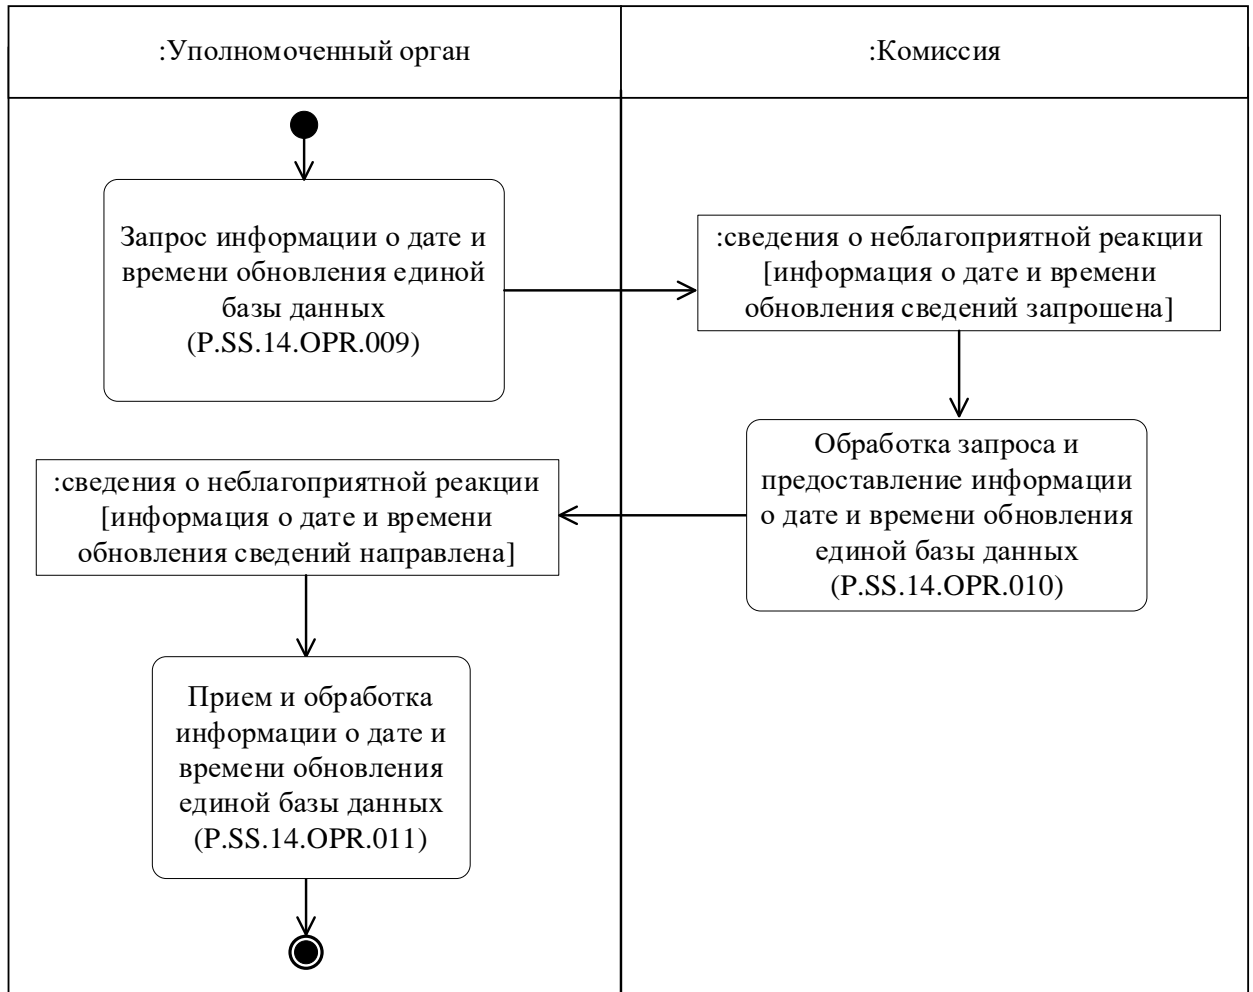 :Уполномоченный орган
:Комиссия
Запрос информации о дате и
времени обновления единой
базы данных
(P.SS.14.OPR.009)
:сведения о неблагоприятной реакции
[информация о дате и времени
обновления сведений запрошена]
Обработка запроса и
предоставление информации
о дате и времени обновления
единой базы данных
(P.SS.14.OPR.010)
:сведения о неблагоприятной реакции
[информация о дате и времени
обновления сведений направлена]
Прием и обработка
информации о дате и
времени обновления
единой базы данных
(P.SS.14.OPR.011)